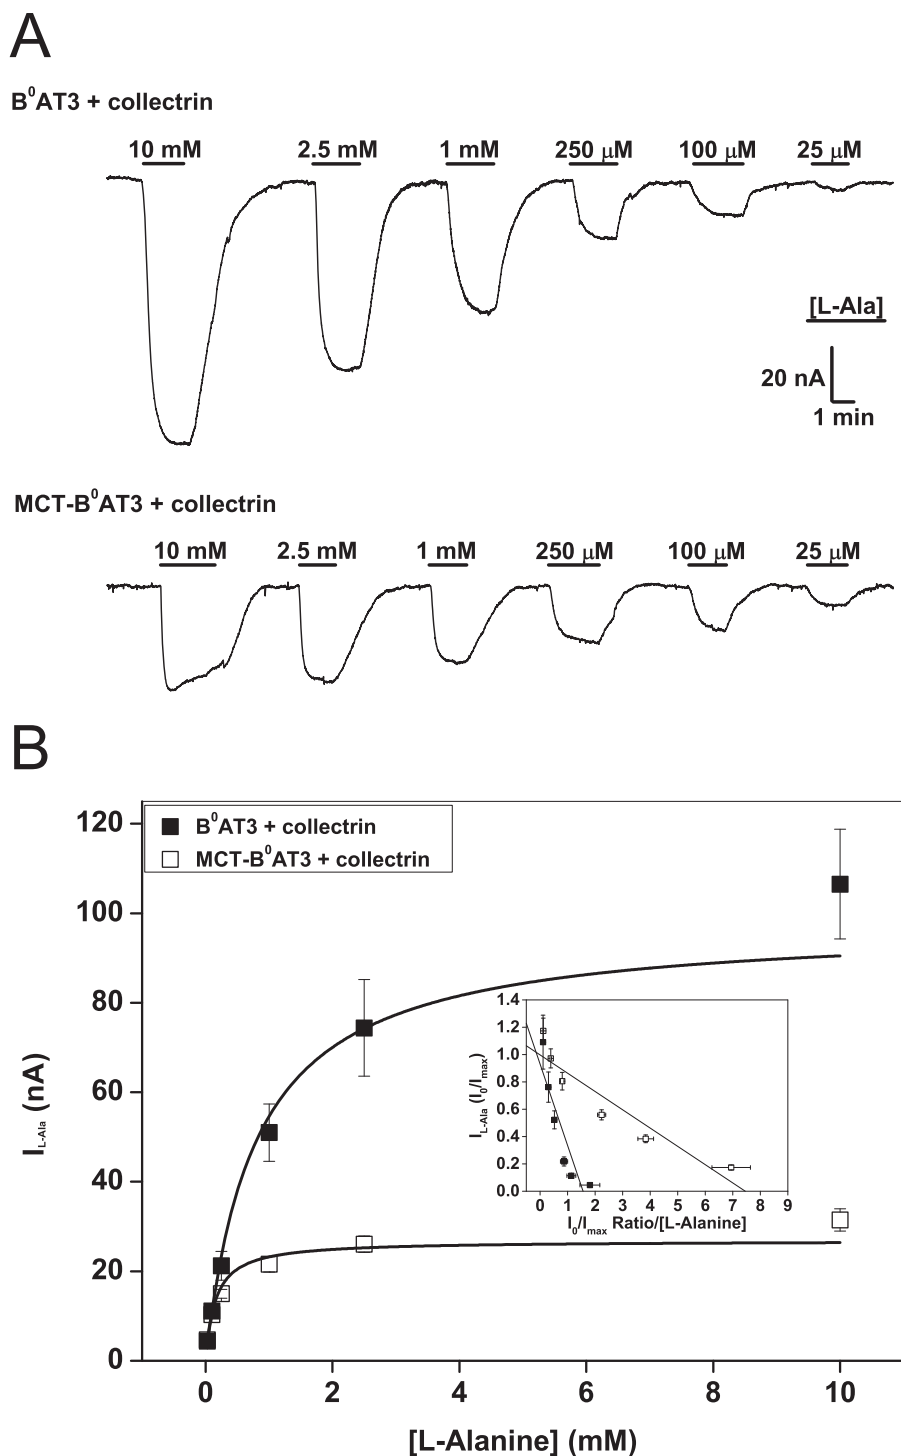 A
B⁰AT3 + collectrin
10 mM 2.5 mM 1 mM 250 μM 100 μM 25 μM
[L-Ala]
20 nA
1 min
MCT-B⁰AT3 + collectrin
10 mM 2.5 mM 1 mM 250 μM 100 μM 25 μM
B
B⁰AT3 + collectrin
MCT-B⁰AT3 + collectrin
120
100
80
60
40
20
0
I L-Ala (nA)
1.4
1.2
1.0
0.8
0.6
0.4
0.2
0.0
I L-Ala (I₀/Imax)
0 1 2 3 4 5 6 7 8 9
I₀/Imax Ratio/[L-Alanine]
0 2 4 6 8 10
[L-Alanine] (mM)